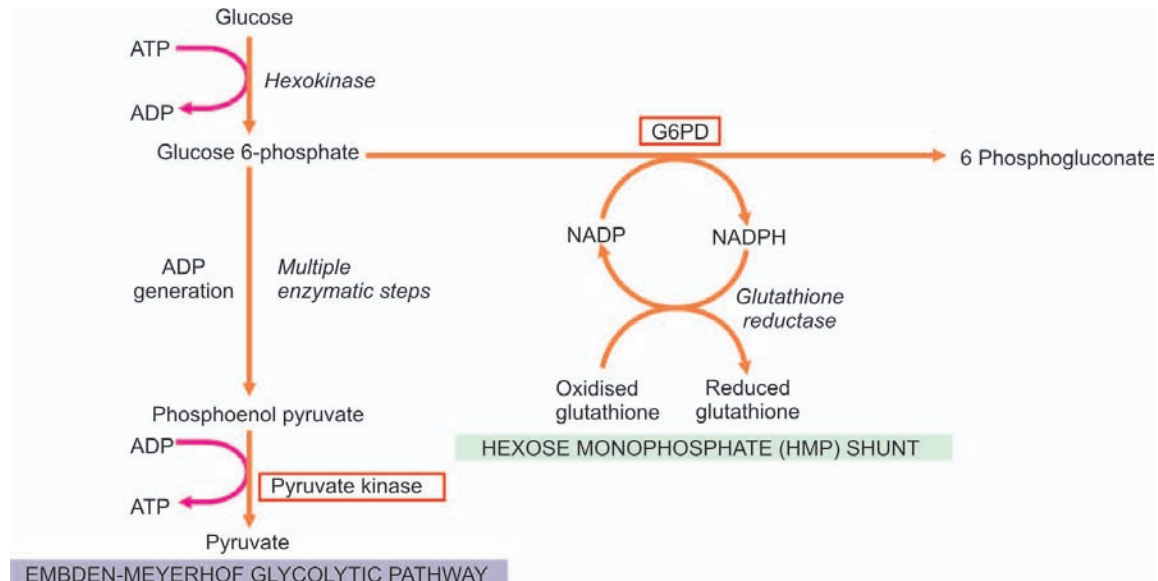 Glucose
ATP
Hexokinase
ADP
G6PD
Glucose 6-phosphate
6 Phosphogluconate
NADP
NADPH
ADP
generation
Multiple
enzymatic steps
Glutathione
reductase
Oxidised
glutathione
Reduced
glutathione
Phosphoenol pyruvate
ADP
HEXOSE MONOPHOSPHATE (HMP) SHUNT
Pyruvate kinase
ATP
Pyruvate
EMBDEN-MEYERHOF GLYCOLYTIC PATHWAY